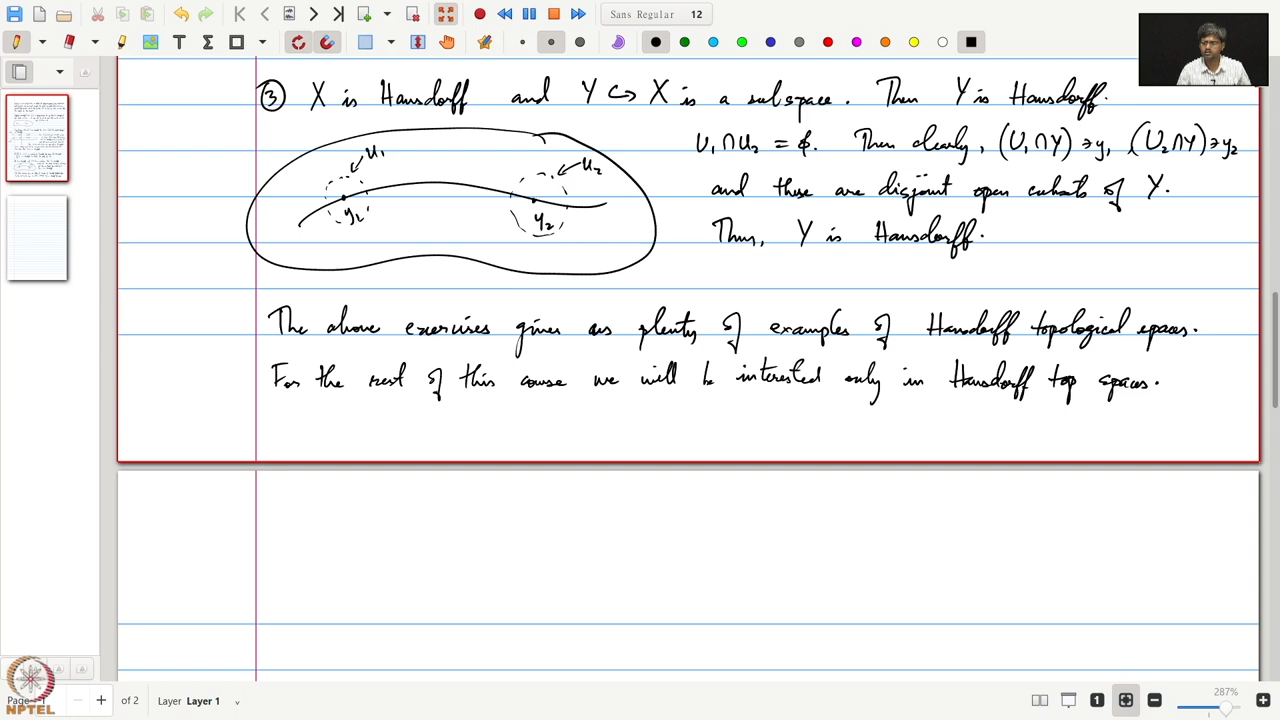 Sans Regular 12
③ X is Hausdorff and Y ↪ X is a subspace. Then Y is Hausdorff.
U₁ ∩ U₂ = ϕ. Then clearly, (U₁ ∩ Y) ∋ y₁ (U₂ ∩ Y) ∋ y₂
and these are disjoint open subsets of Y.
Thus, Y is Hausdorff.
U₁
U₂
y₂
y₂
The above exercises gives us plenty of examples of Hausdorff topological spaces.
For the rest of this course we will be interested only in Hausdorff top spaces.
NPTEL
Page
of 2
Layer Layer 1
1
287%